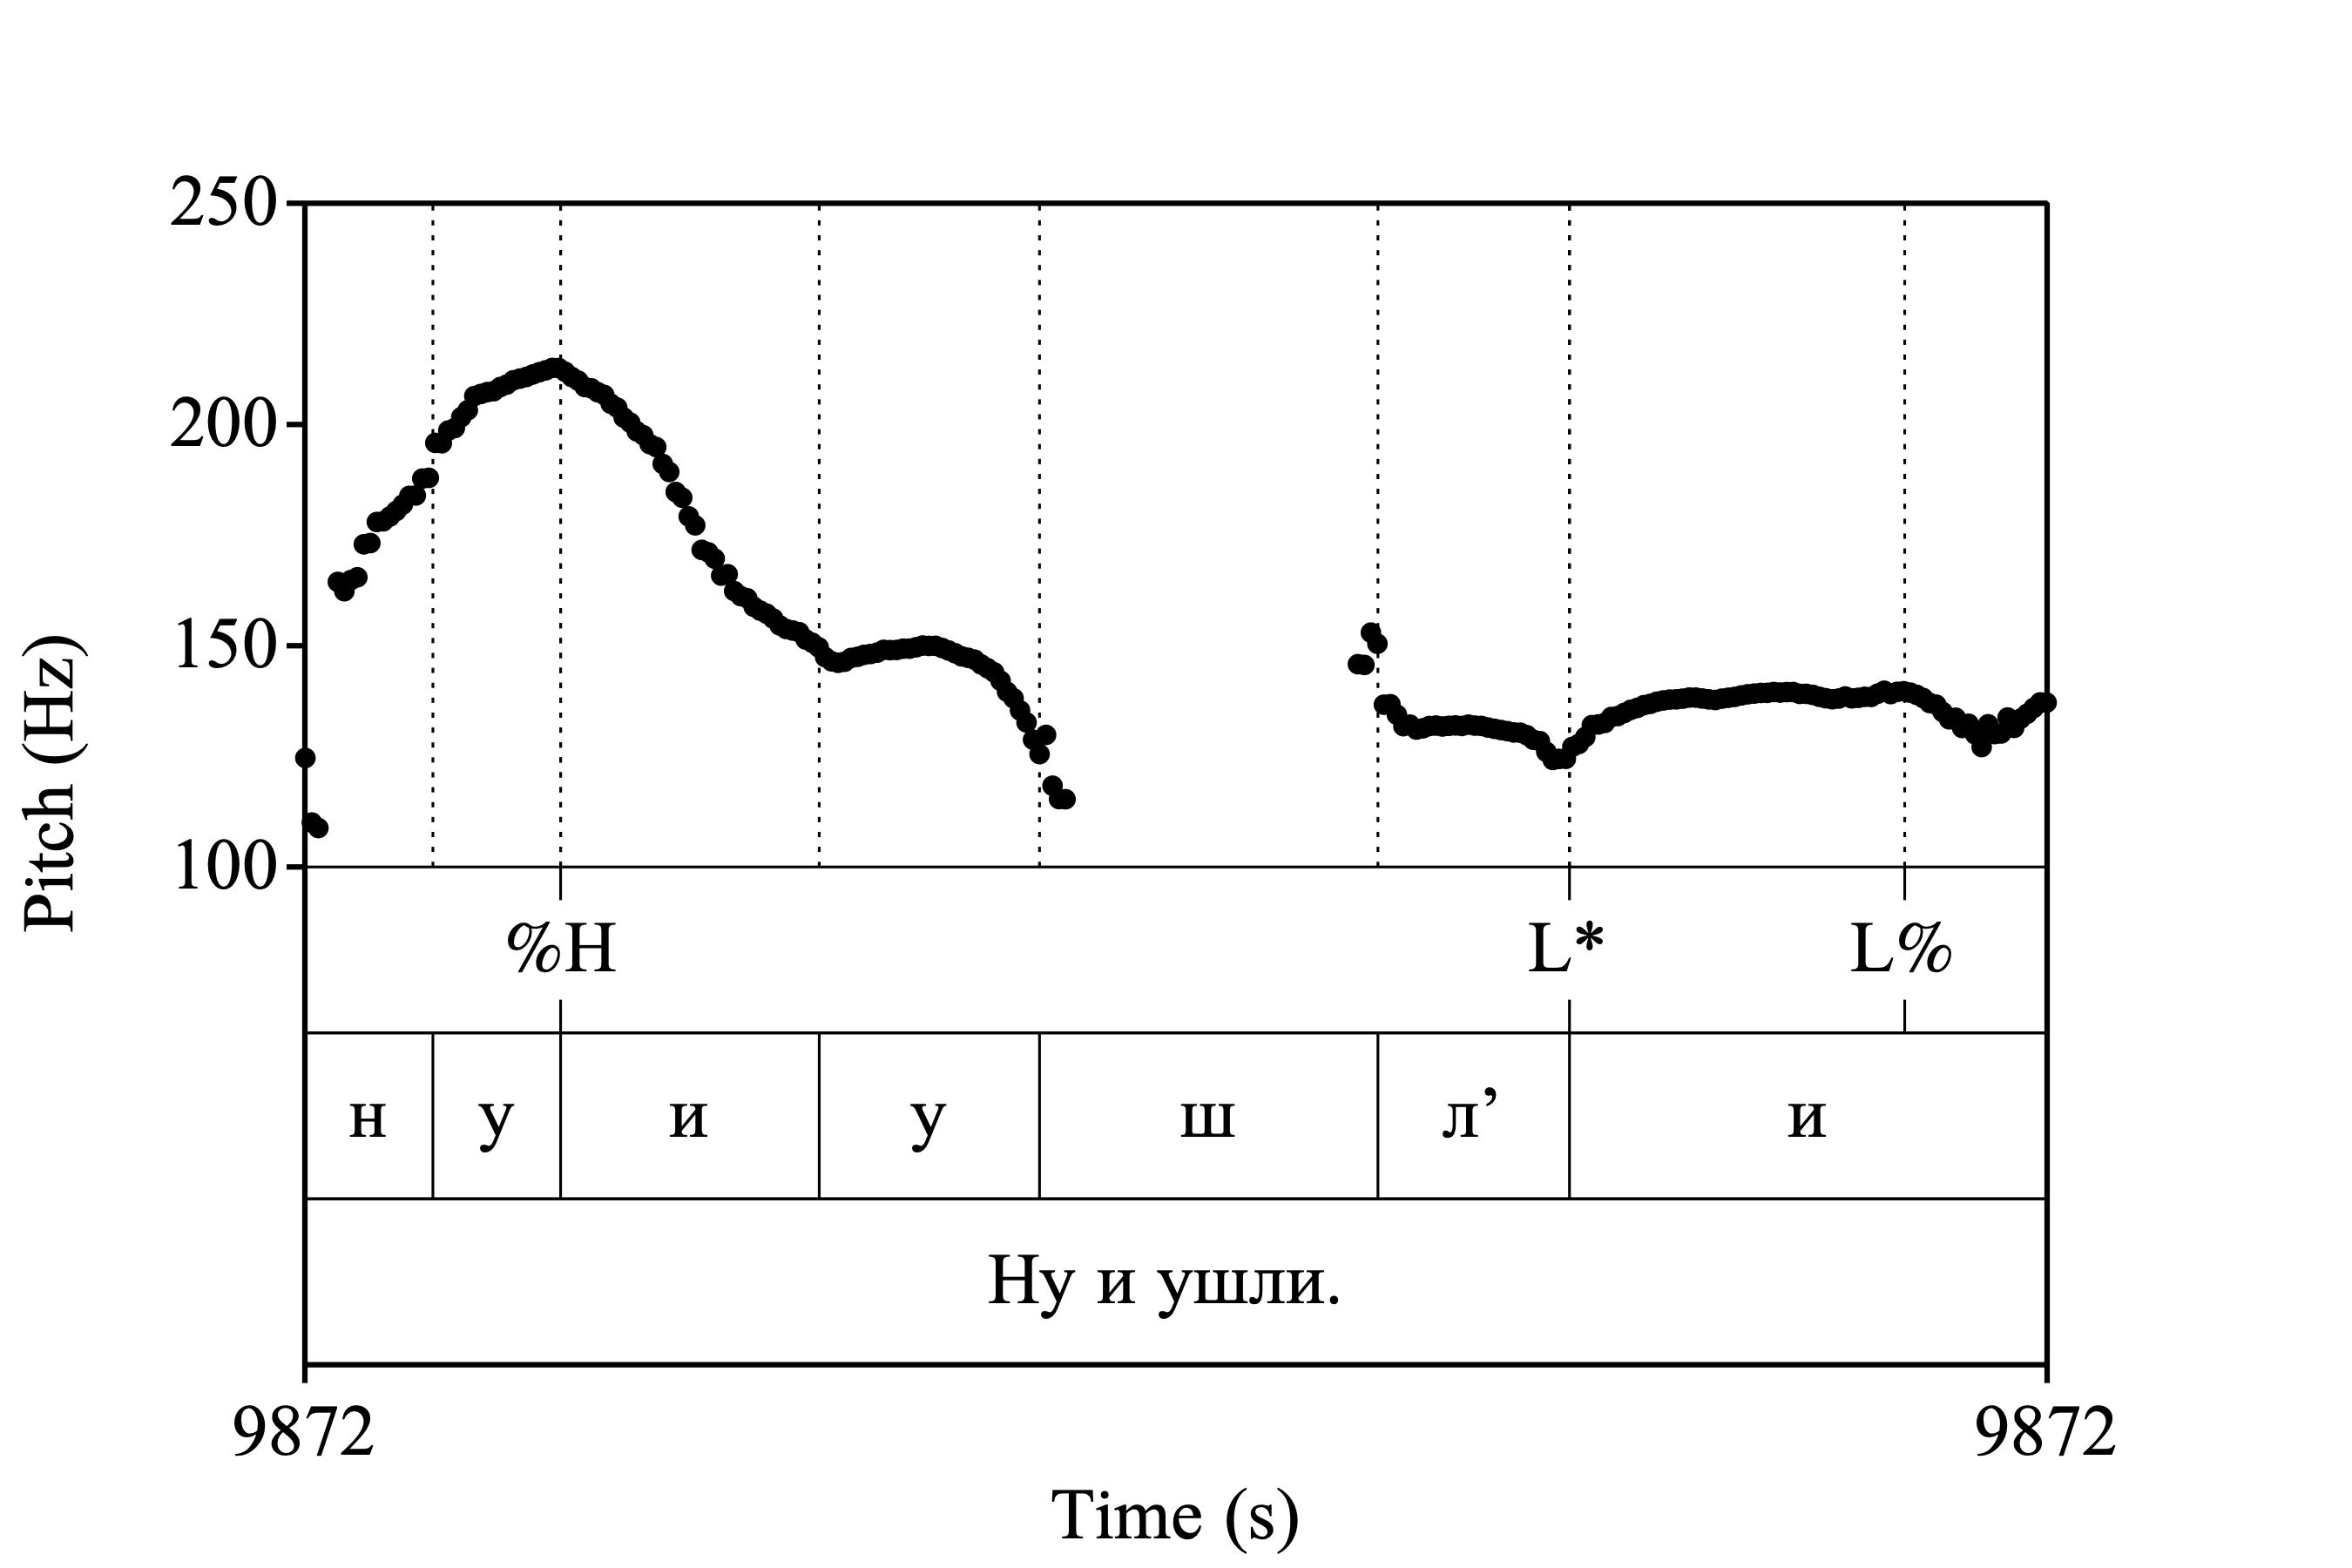 250
200
150
100
Pitch (Hz)
%H L* L%
н у и у ш л’ и
Ну и ушли.
9872 9872
Time (s)